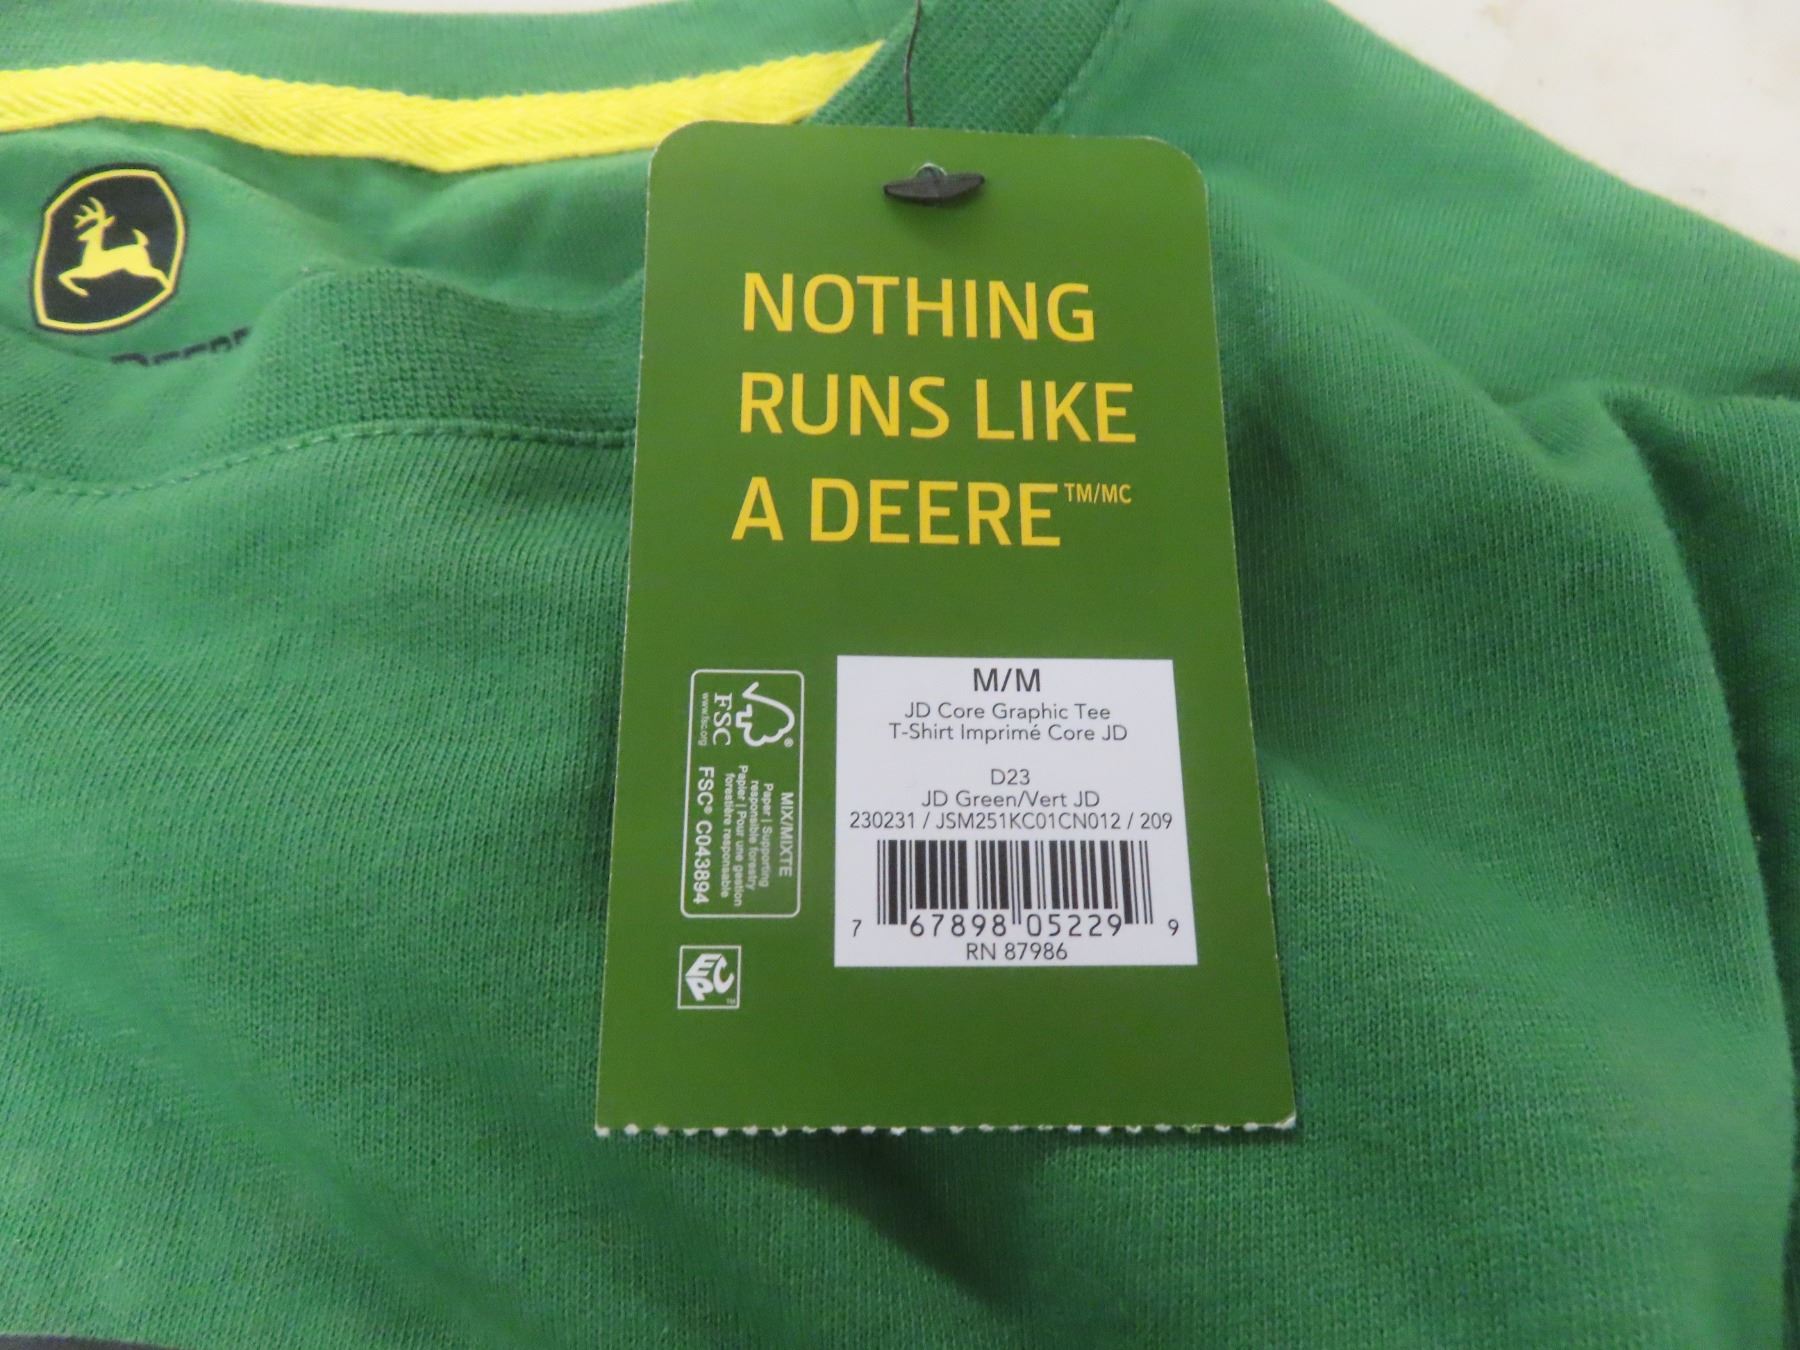 NOTHING
RUNS LIKE
A DEERE™/MC
M/M
JD Core Graphic Tee
T-Shirt Imprimé Core JD
D23
JD Green/Vert JD
230231 / JSM251KC01CN012 / 209
7 67898 05229 9
RN 87986
FSC®
www.fsc.org
MIX/MIXTE
Paper | Supporting
responsible forestry
Papier | Pour une gestion
forestière responsable
FSC® C043894
CEPC™